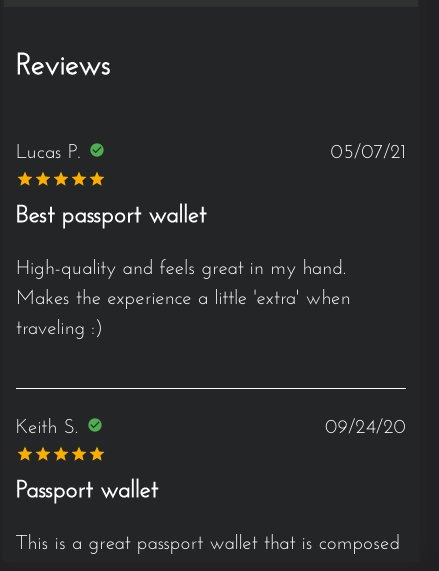 Reviews
Lucas P.
05/07/21
Best passport wallet
High-quality and feels great in my hand.
Makes the experience a little 'extra' when
traveling :)
Keith S.
09/24/20
Passport wallet
This is a great passport wallet that is composed